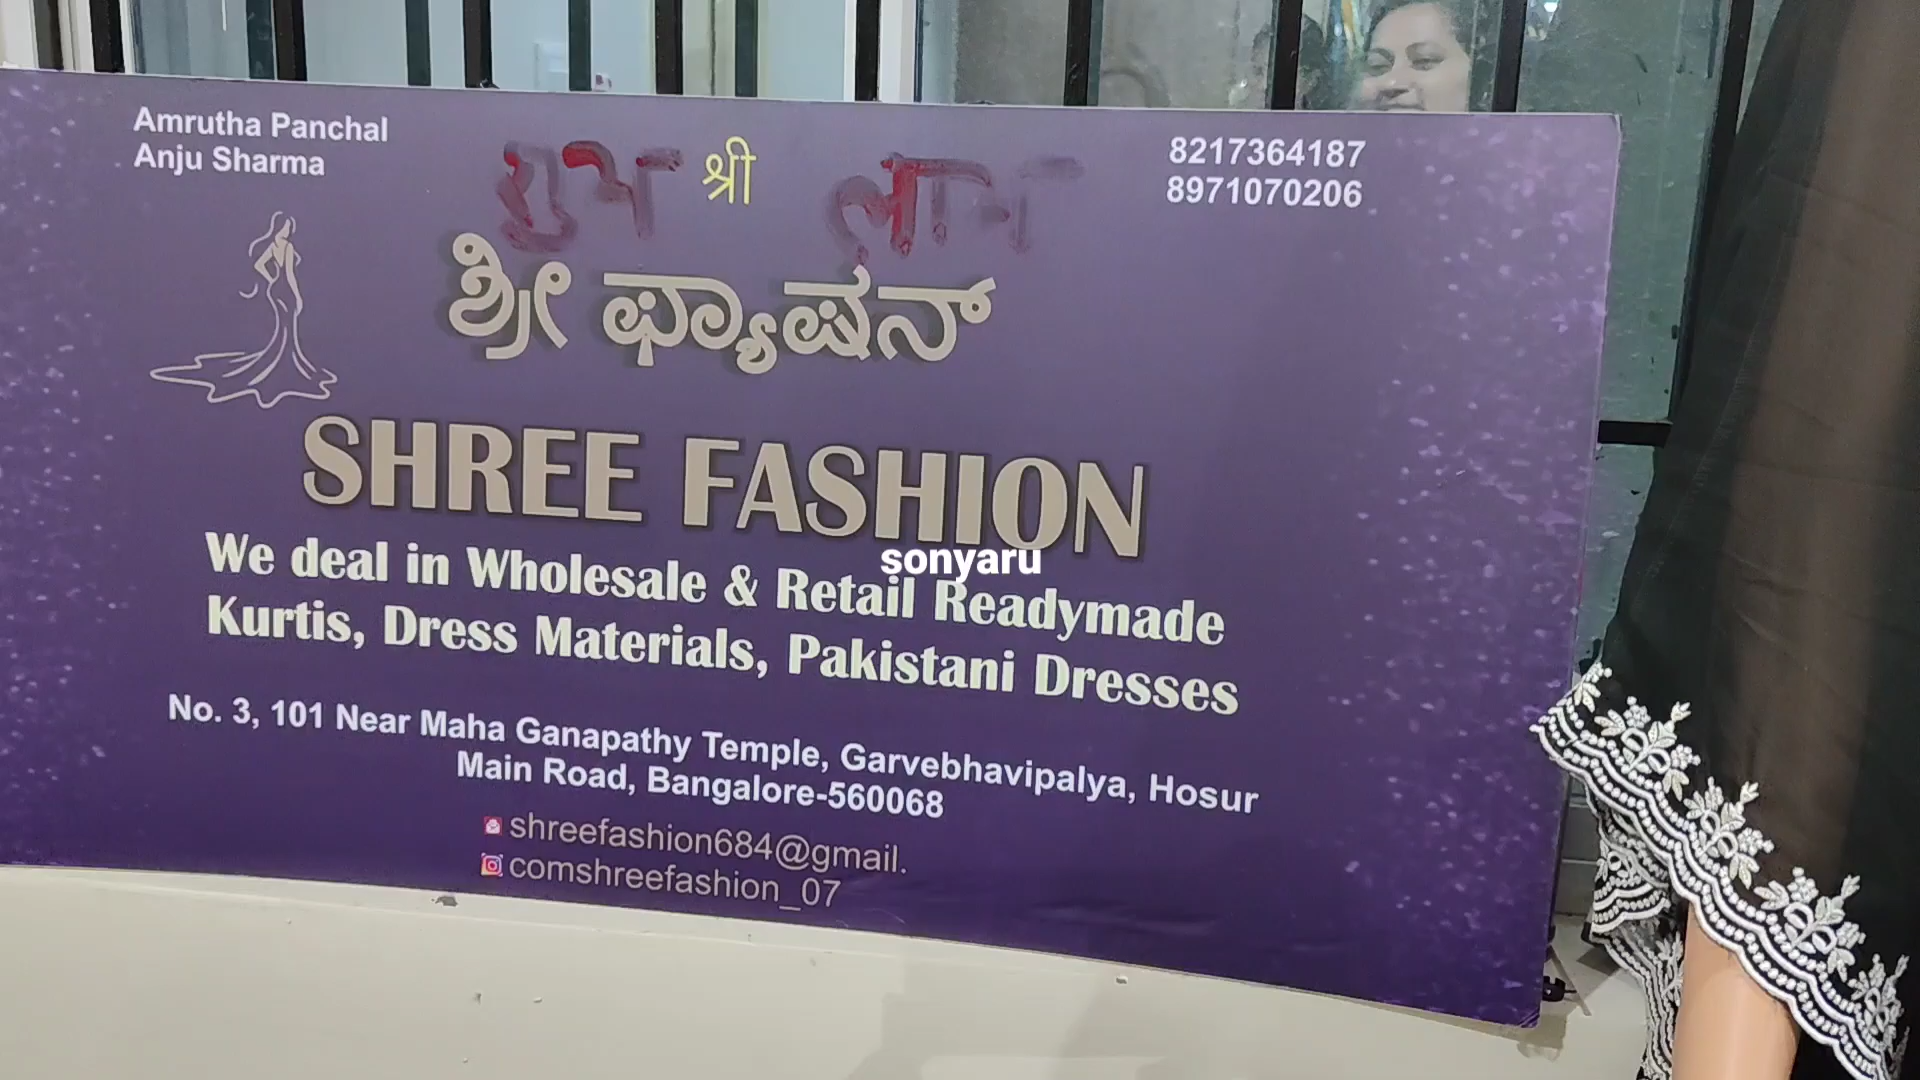 Amrutha Panchal
Anju Sharma
8217364187
8971070206
शुभ श्री लाभ
ಶ್ರೀ ಫ್ಯಾಷನ್
SHREE FASHION
sonyaru
We deal in Wholesale & Retail Readymade
Kurtis, Dress Materials, Pakistani Dresses
No. 3, 101 Near Maha Ganapathy Temple, Garvebhavipalya, Hosur
Main Road, Bangalore-560068
shreefashion684@gmail.
comshreefashion_07